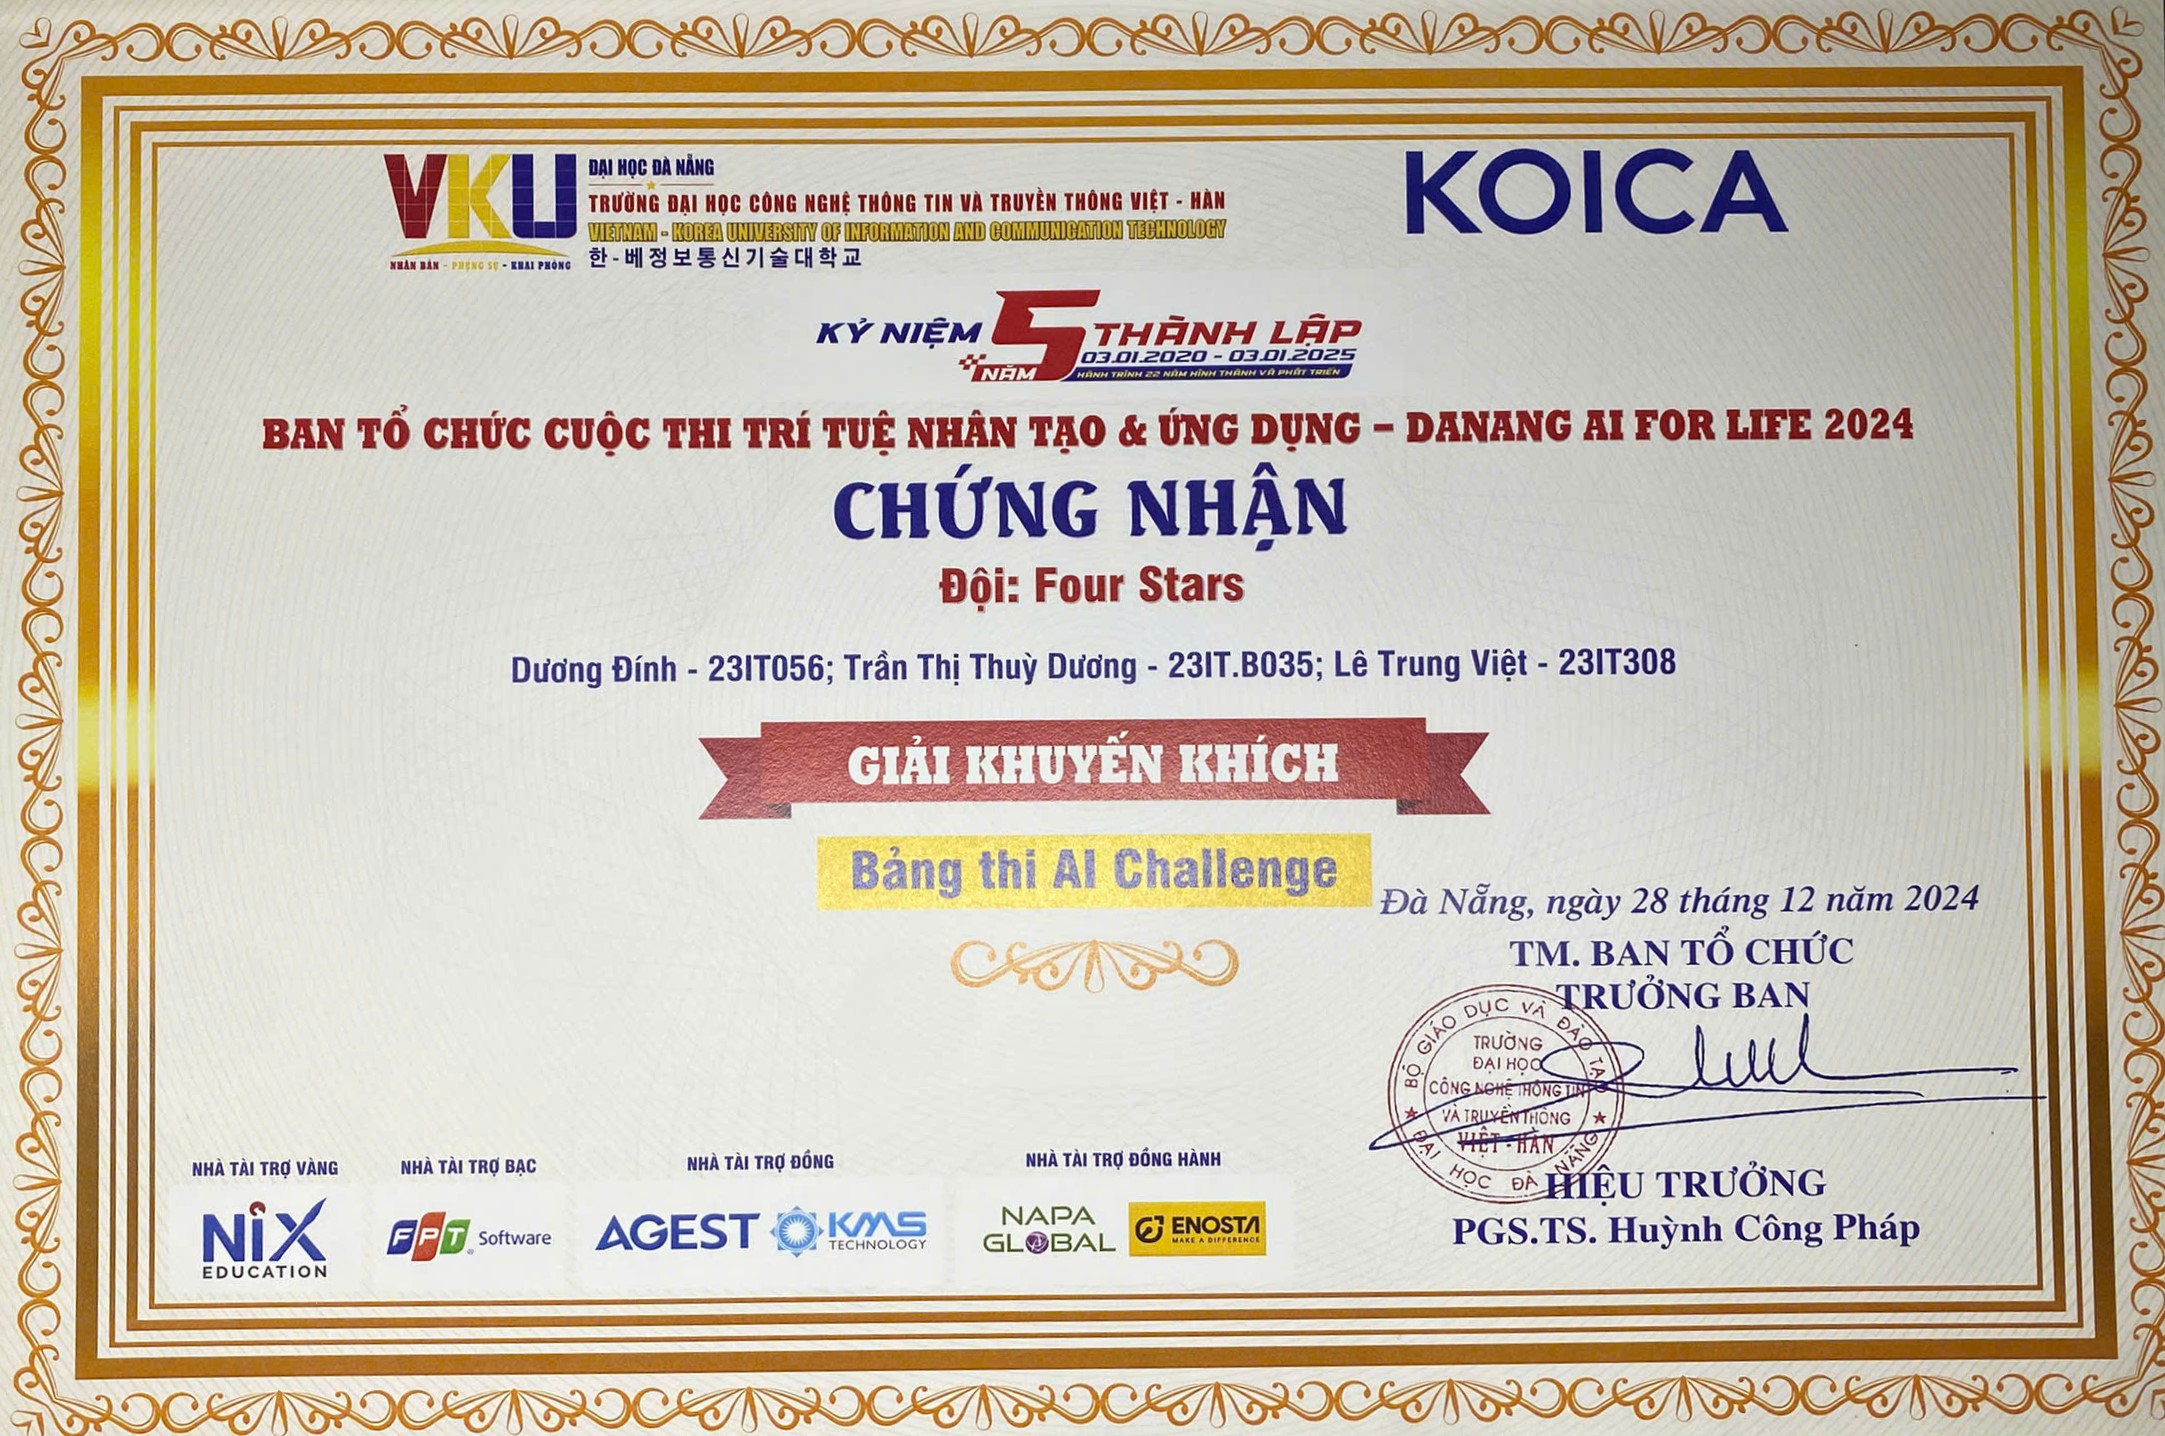 VKU
NHÂN BẢN - PHỤNG SỰ - KHAI PHÓNG
ĐẠI HỌC ĐÀ NẴNG
TRƯỜNG ĐẠI HỌC CÔNG NGHỆ THÔNG TIN VÀ TRUYỀN THÔNG VIỆT - HÀN
VIETNAM - KOREA UNIVERSITY OF INFORMATION AND COMMUNICATION TECHNOLOGY
한-베정보통신기술대학교
KOICA
KỶ NIỆM 5 NĂM THÀNH LẬP
03.01.2020 - 03.01.2025
HÀNH TRÌNH 22 NĂM HÌNH THÀNH VÀ PHÁT TRIỂN
BAN TỔ CHỨC CUỘC THI TRÍ TUỆ NHÂN TẠO & ỨNG DỤNG – DANANG AI FOR LIFE 2024
CHỨNG NHẬN
Đội: Four Stars
Dương Đính - 23IT056; Trần Thị Thuỳ Dương - 23IT.B035; Lê Trung Việt - 23IT308
GIẢI KHUYẾN KHÍCH
Bảng thi AI Challenge
Đà Nẵng, ngày 28 tháng 12 năm 2024
TM. BAN TỔ CHỨC
TRƯỞNG BAN
BỘ GIÁO DỤC VÀ ĐÀO TẠO
TRƯỜNG
ĐẠI HỌC
CÔNG NGHỆ THÔNG TIN
VÀ TRUYỀN THÔNG
VIỆT - HÀN
ĐẠI HỌC ĐÀ NẴNG
HIỆU TRƯỞNG
PGS.TS. Huỳnh Công Pháp
NHÀ TÀI TRỢ VÀNG
NiX
EDUCATION
NHÀ TÀI TRỢ BẠC
FPT Software
NHÀ TÀI TRỢ ĐỒNG
AGEST
KMS
TECHNOLOGY
NHÀ TÀI TRỢ ĐỒNG HÀNH
NAPA
GLOBAL
ENOSTA
MAKE A DIFFERENCE